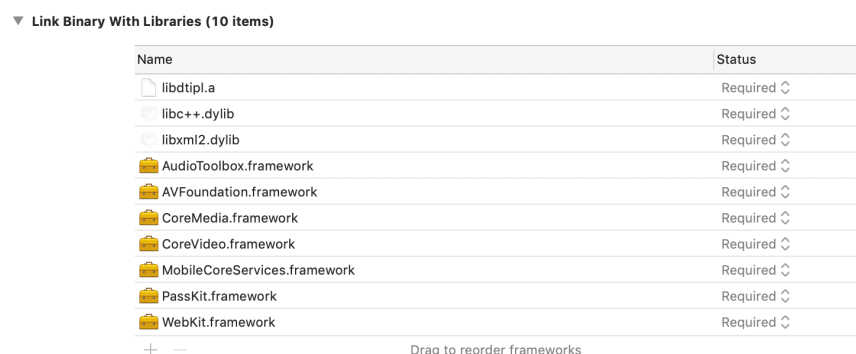 Link Binary With Libraries (10 items)
Name Status
libdtipl.a Required
libc++.dylib Required
libxml2.dylib Required
AudioToolbox.framework Required
AVFoundation.framework Required
CoreMedia.framework Required
CoreVideo.framework Required
MobileCoreServices.framework Required
PassKit.framework Required
WebKit.framework Required
Drag to reorder frameworks